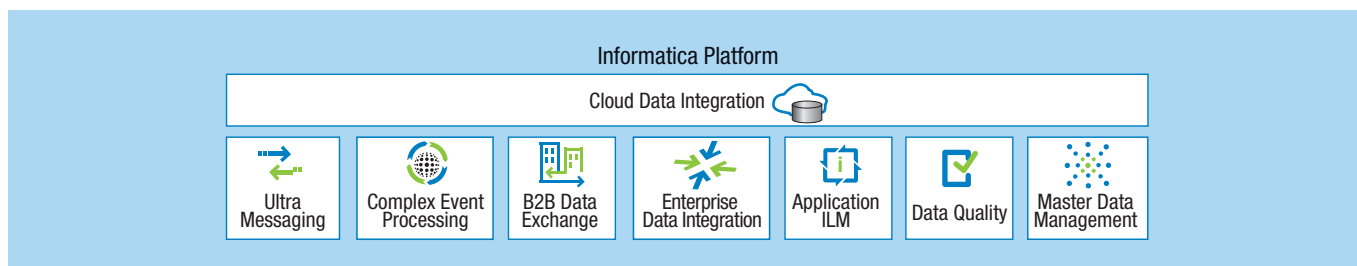 Informatica Platform
Cloud Data Integration
Ultra
Messaging
Complex Event
Processing
B2B Data
Exchange
Enterprise
Data Integration
i
Application
ILM
Data Quality
Master Data
Management